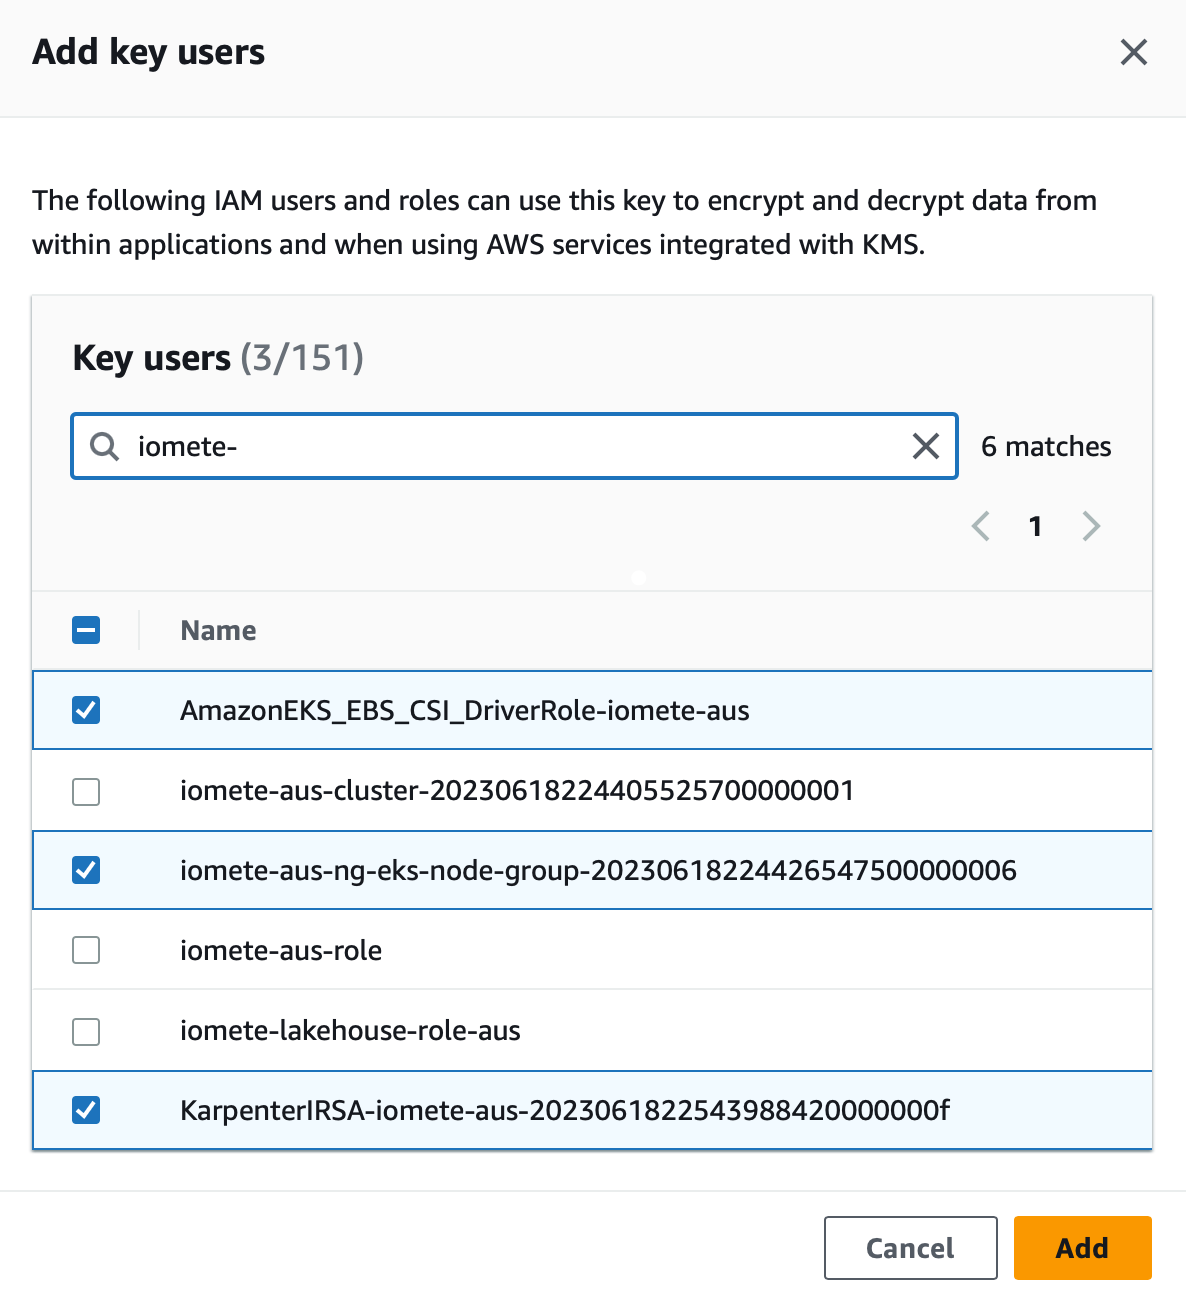 Add key users
The following IAM users and roles can use this key to encrypt and decrypt data from
within applications and when using AWS services integrated with KMS.
Key users (3/151)
iomete-
6 matches
1
Name
AmazonEKS_EBS_CSI_DriverRole-iomete-aus
iomete-aus-cluster-20230618224405525700000001
iomete-aus-ng-eks-node-group-20230618224426547500000006
iomete-aus-role
iomete-lakehouse-role-aus
KarpenterIRSA-iomete-aus-2023061822543988420000000f
Cancel
Add